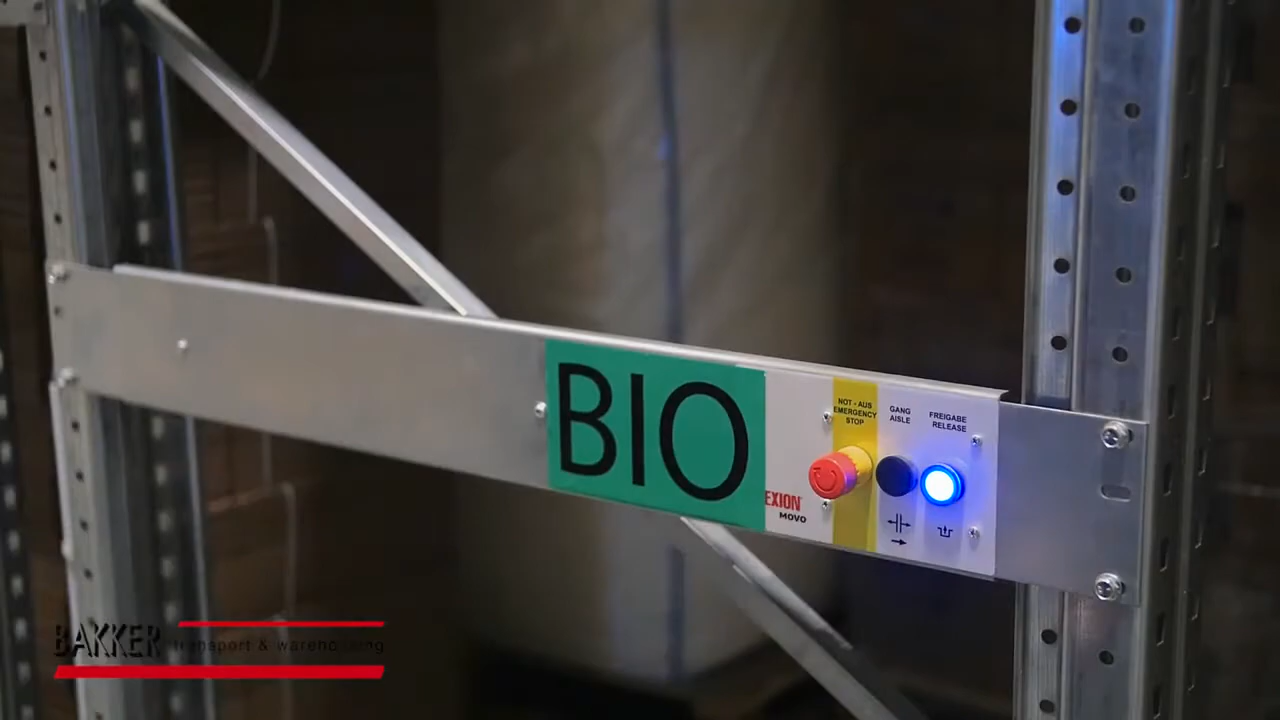 BIO
NOT - AUS
EMERGENCY
STOP
GANG
AISLE
FREIGABE
RELEASE
EXION
MOVO
BAKKER transport & warehousing